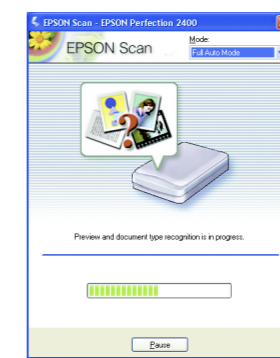 EPSON Scan - EPSON Perfection 2400
EPSON Scan
Mode:
Full Auto Mode
?
Preview and document type recognition is in progress.
Pause